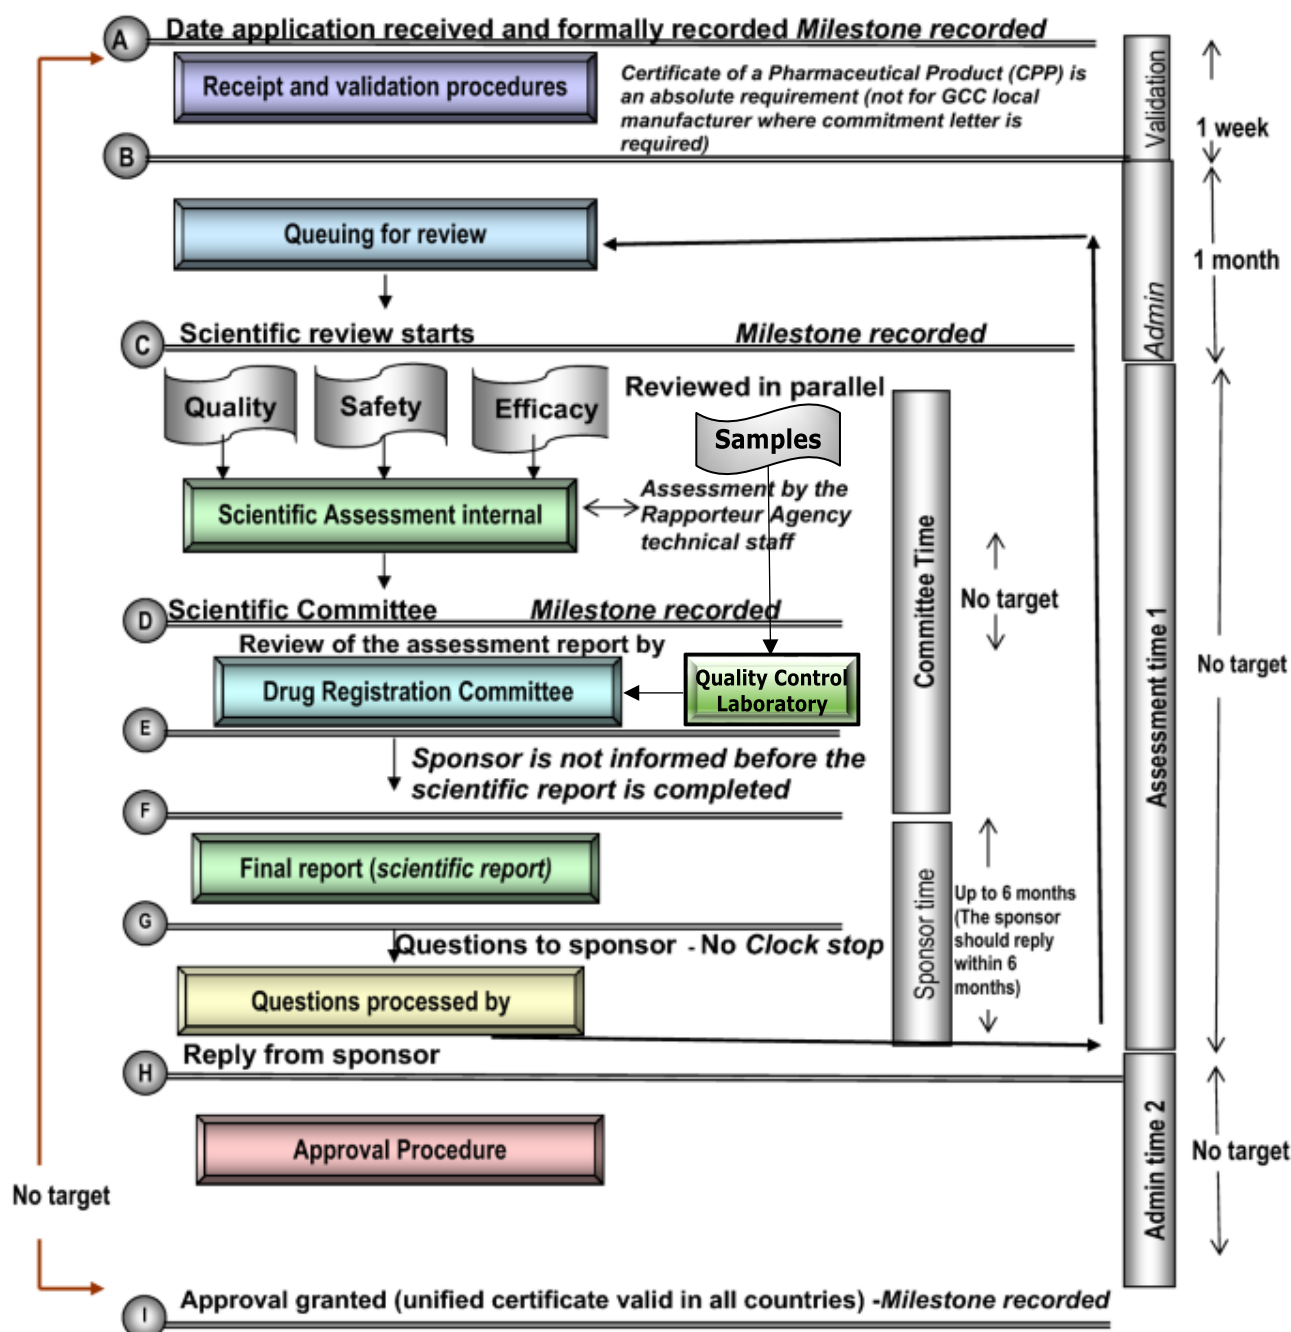 A
Date application received and formally recorded Milestone recorded
Receipt and validation procedures
Certificate of a Pharmaceutical Product (CPP) is
an absolute requirement (not for GCC local
manufacturer where commitment letter is
required)
Validation
1 week
B
Queuing for review
Admin
1 month
C
Scientific review starts
Milestone recorded
Quality
Safety
Efficacy
Reviewed in parallel
Samples
Scientific Assessment internal
Assessment by the
Rapporteur Agency
technical staff
Committee Time
No target
Assessment time 1
No target
D
Scientific Committee
Milestone recorded
Review of the assessment report by
Drug Registration Committee
Quality Control
Laboratory
E
Sponsor is not informed before the
scientific report is completed
F
Final report (scientific report)
Sponsor time
Up to 6 months
(The sponsor
should reply
within 6
months)
G
Questions to sponsor - No Clock stop
Questions processed by
Reply from sponsor
H
Approval Procedure
Admin time 2
No target
No target
Approval granted (unified certificate valid in all countries) -Milestone recorded
I